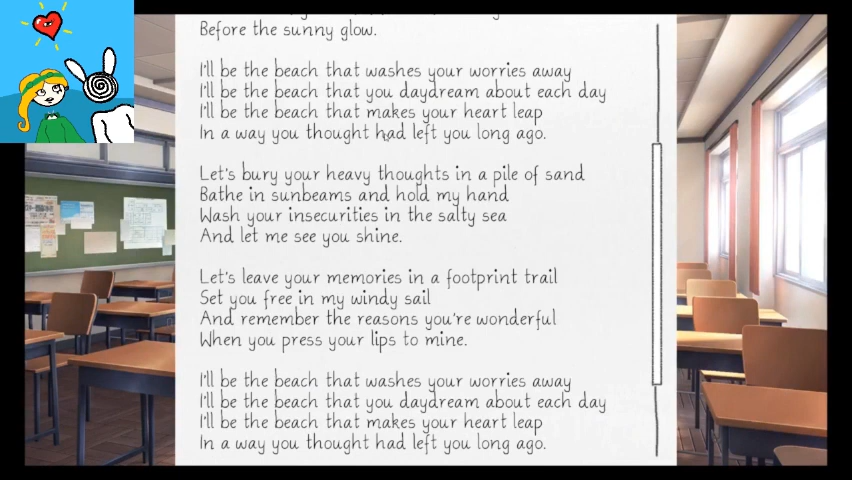 Before the sunny glow.
I'll be the beach that washes your worries away
I'll be the beach that you daydream about each day
I'll be the beach that makes your heart leap
In a way you thought had left you long ago.
Let's bury your heavy thoughts in a pile of sand
Bathe in sunbeams and hold my hand
Wash your insecurities in the salty sea
And let me see you shine.
Let's leave your memories in a footprint trail
Set you free in my windy sail
And remember the reasons you're wonderful
When you press your lips to mine.
I'll be the beach that washes your worries away
I'll be the beach that you daydream about each day
I'll be the beach that makes your heart leap
In a way you thought had left you long ago.